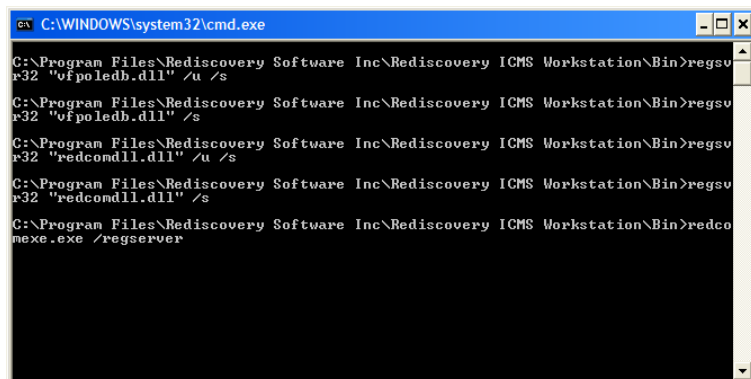 C:\WINDOWS\system32\cmd.exe
C:\Program Files\Rediscovery Software Inc\Rediscovery ICMS Workstation\Bin>regsv
r32 "vfpoledb.dll" /u /s
C:\Program Files\Rediscovery Software Inc\Rediscovery ICMS Workstation\Bin>regsv
r32 "vfpoledb.dll" /s
C:\Program Files\Rediscovery Software Inc\Rediscovery ICMS Workstation\Bin>regsv
r32 "redcomdll.dll" /u /s
C:\Program Files\Rediscovery Software Inc\Rediscovery ICMS Workstation\Bin>regsv
r32 "redcomdll.dll" /s
C:\Program Files\Rediscovery Software Inc\Rediscovery ICMS Workstation\Bin>redco
mexe.exe /regserver